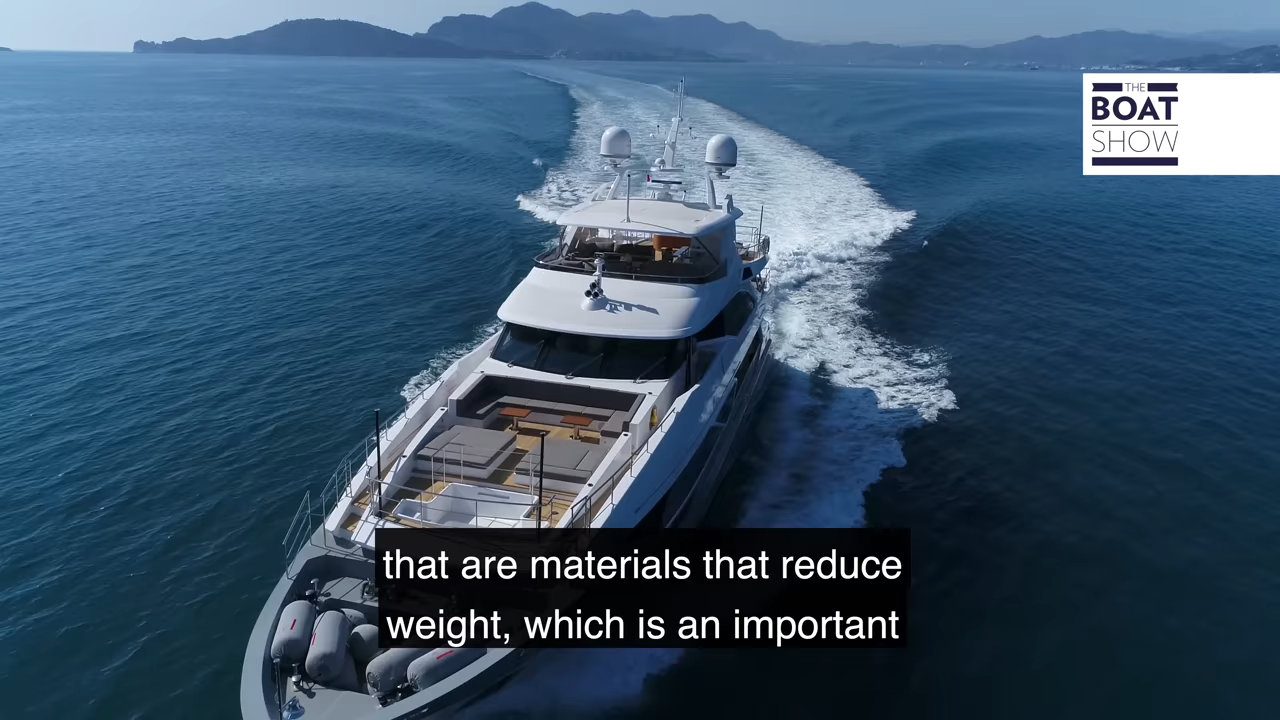 THE
BOAT
SHOW
that are materials that reduce
weight, which is an important